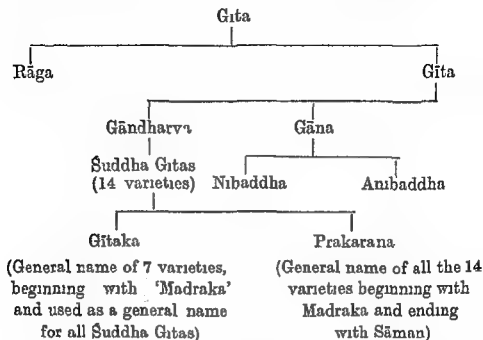 Gīta
Rāga Gīta
Gāndharva Gāna
Śuddha Gītas
(14 varieties) Nibaddha Anibaddha
Gītaka Prakarana
(General name of 7 varieties, (General name of all the 14
beginning with 'Madraka' varieties beginning with
and used as a general name Madraka and ending
for all Śuddha Gītas) with Sāman)